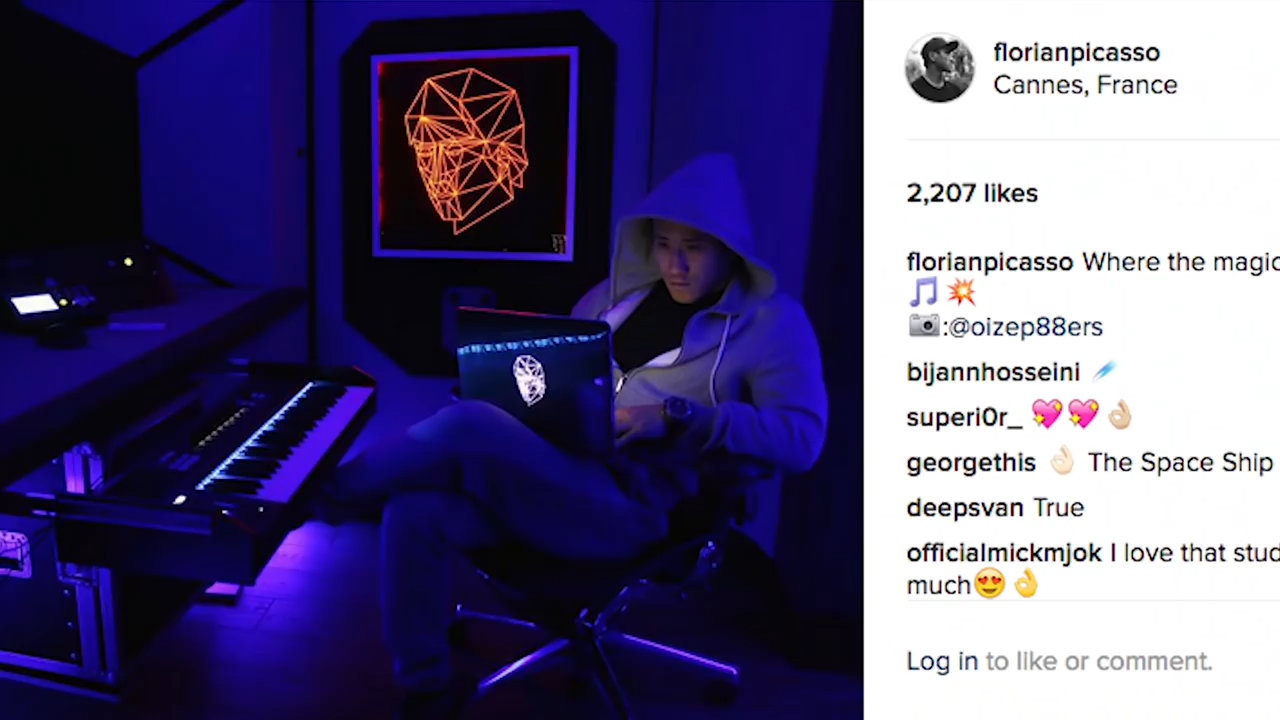 florianpicasso
Cannes, France
2,207 likes
florianpicasso Where the magic
🎵💥
📷:@oizep88ers
bijannhosseini ☄️
superi0r_ 💖💖👌🏼
georgethis 👌🏻 The Space Ship
deepsvan True
officialmickmjok I love that stud
much😍👌
Log in to like or comment.